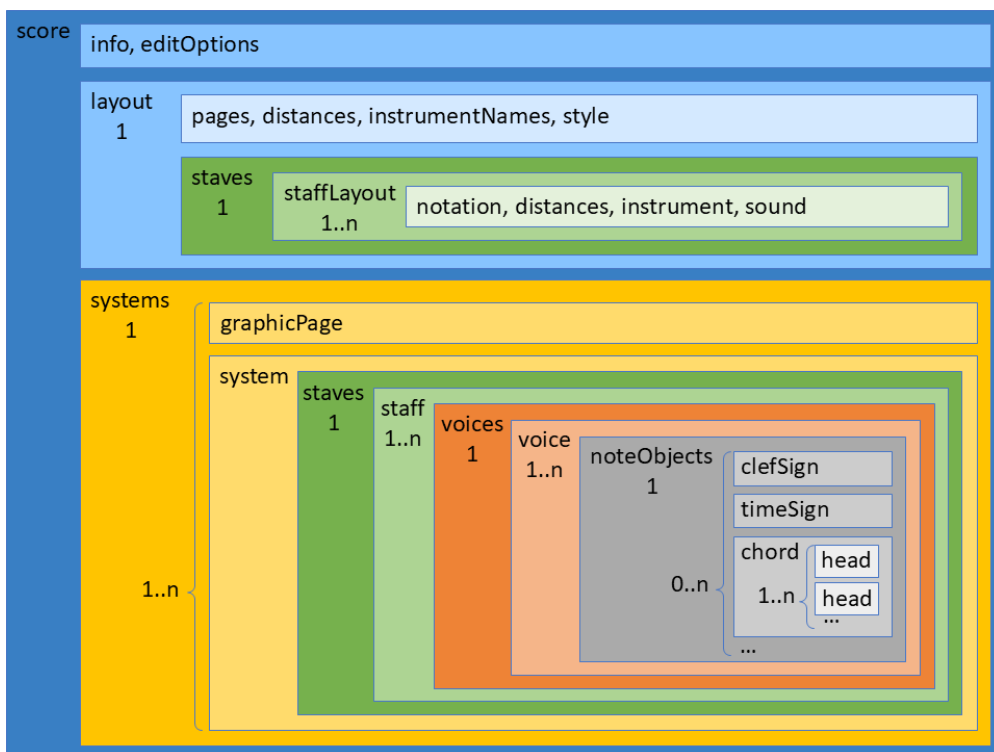 score
info, editOptions
layout
1
pages, distances, instrumentNames, style
staves
1
staffLayout
1..n
notation, distances, instrument, sound
systems
1
graphicPage
system
staves
1
staff
1..n
voices
1
voice
1..n
noteObjects
1
clefSign
timeSign
chord
head
1..n
0..n
head
...
...
1..n